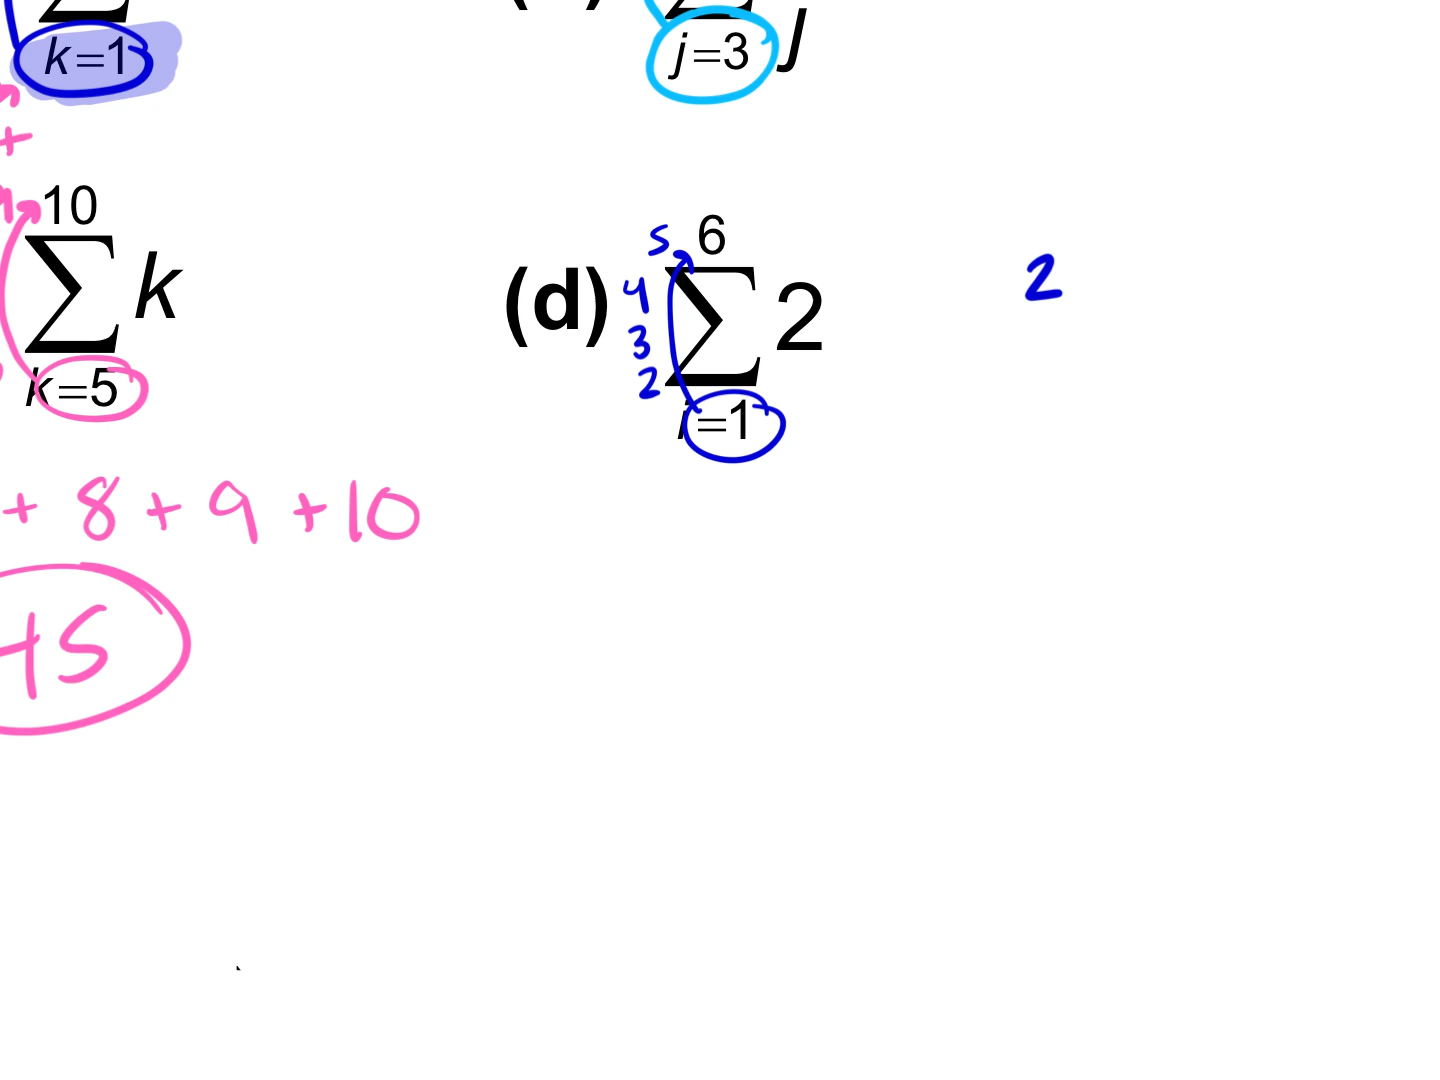 k=1
j=3 j
+
10
∑ k
k=5
(d) 6
∑ 2
i=1
5
4
3
2
2
+ 8 + 9 + 10
45